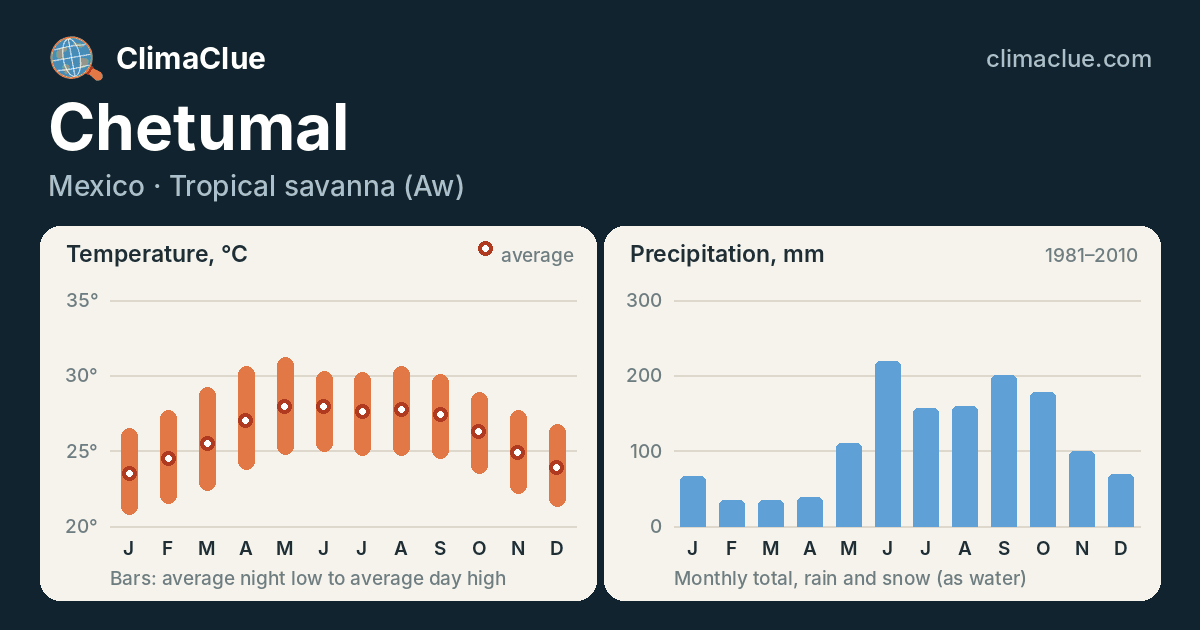 ClimaClue
climaclue.com
Chetumal
Mexico · Tropical savanna (Aw)
Temperature, °C
average
35°
30°
25°
20°
J F M A M J J A S O N D
Bars: average night low to average day high
Precipitation, mm
1981–2010
300
200
100
0
J F M A M J J A S O N D
Monthly total, rain and snow (as water)